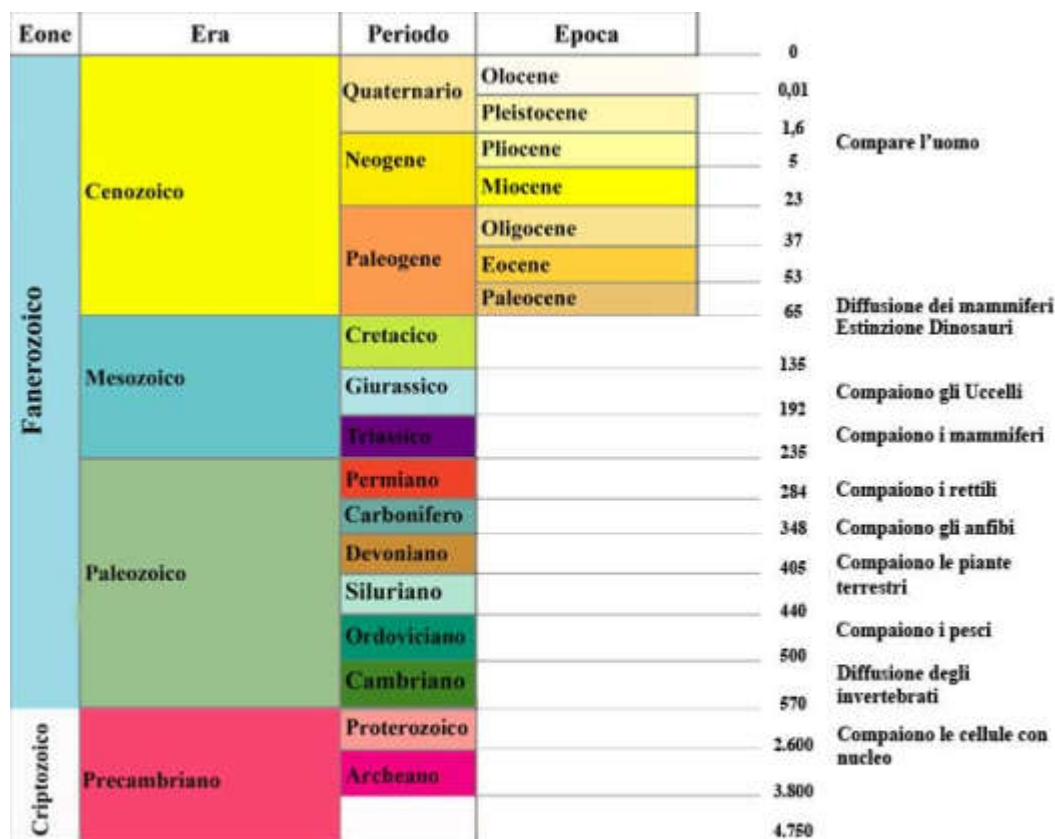 Eone Era Periodo Epoca
0
Quaternario Olocene
0,01
Pleistocene
1,6
Neogene Pliocene Compare l'uomo
5
Cenozoico Miocene
23
Oligocene
37
Paleogene Eocene
53
Paleocene
65 Diffusione dei mammiferi
Estinzione Dinosauri
Fanerozoico
Cretacico
135
Mesozoico Giurassico Compaiono gli Uccelli
192
Triassico Compaiono i mammiferi
235
Permiano
284 Compaiono i rettili
Carbonifero
348 Compaiono gli anfibi
Paleozoico Devoniano
405 Compaiono le piante
terrestri
Siluriano
440
Ordoviciano Compaiono i pesci
500
Cambriano Diffusione degli
invertebrati
570
Criptozoico
Proterozoico Compaiono le cellule con
nucleo
2.600
Precambriano Archeano
3.800
4.750